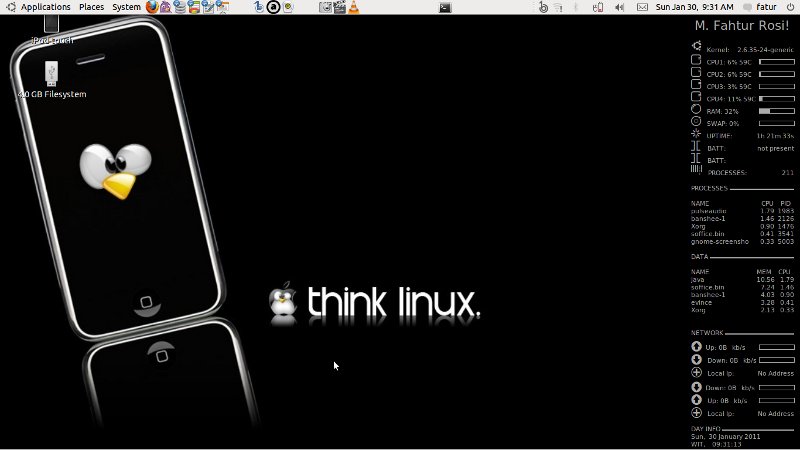 Applications Places System
Sun Jan 30, 9:31 AM fatur
iPod touch
4.0 GB Filesystem
think linux.
M. Fahtur Rosi!
Kernel: 2.6.35-24-generic
CPU1: 6% 59C
CPU2: 6% 59C
CPU3: 3% 59C
CPU4: 11% 59C
RAM: 32%
SWAP: 0%
UPTIME: 1h 21m 33s
BATT: not present
BATT:
PROCESSES: 211
PROCESSES
NAME CPU PID
pulseaudio 1.79 1983
banshee-1 1.46 2126
Xorg 0.90 1476
soffice.bin 0.41 3541
gnome-screensho 0.33 5003
DATA
NAME MEM CPU
java 10.56 1.79
soffice.bin 7.24 1.46
banshee-1 4.03 0.90
evince 3.28 0.41
Xorg 2.13 0.33
NETWORK
Up: 0B kb/s
Down: 0B kb/s
Local Ip: No Address
Down: 0B kb/s
Up: 0B kb/s
Local Ip: No Address
DAY INFO
Sun, 30 January 2011
WIT, 09:31:13